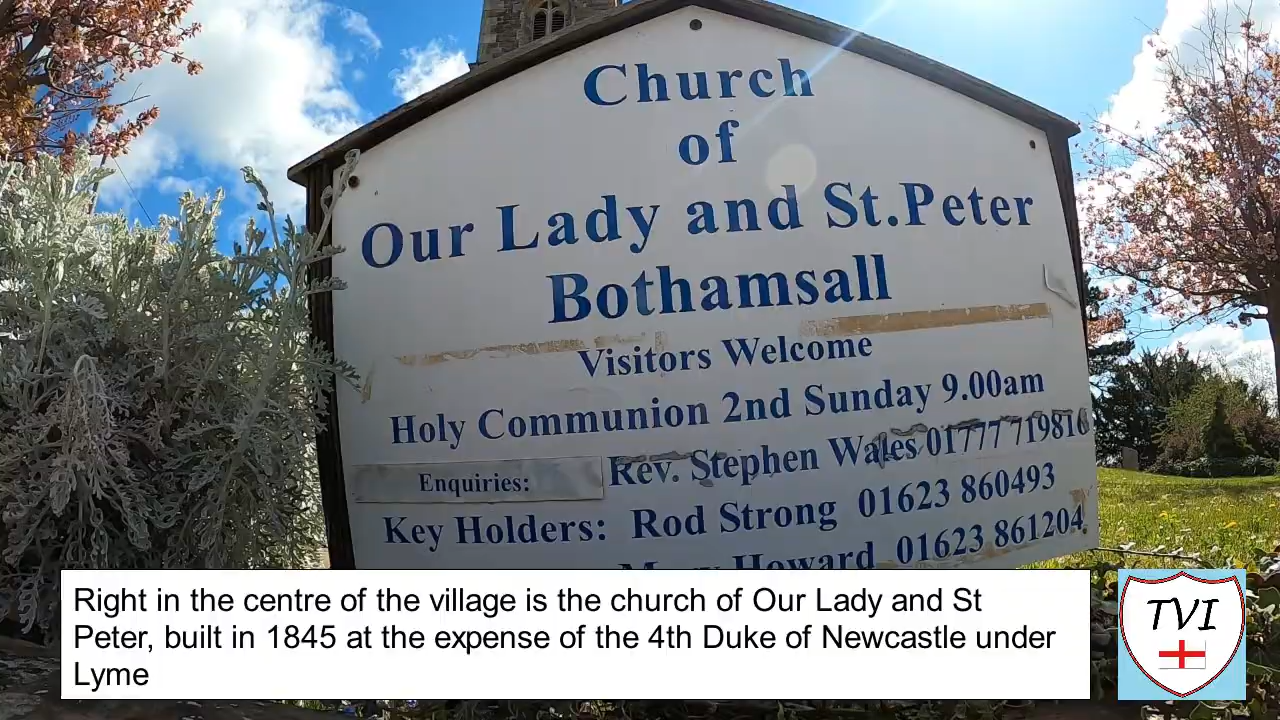 Church
of
Our Lady and St.Peter
Bothamsall
Visitors Welcome
Holy Communion 2nd Sunday 9.00am
Enquiries: Rev. Stephen Wales 01777 719816
Key Holders: Rod Strong 01623 860493
Howard 01623 861204
Right in the centre of the village is the church of Our Lady and St
Peter, built in 1845 at the expense of the 4th Duke of Newcastle under
Lyme
TVI